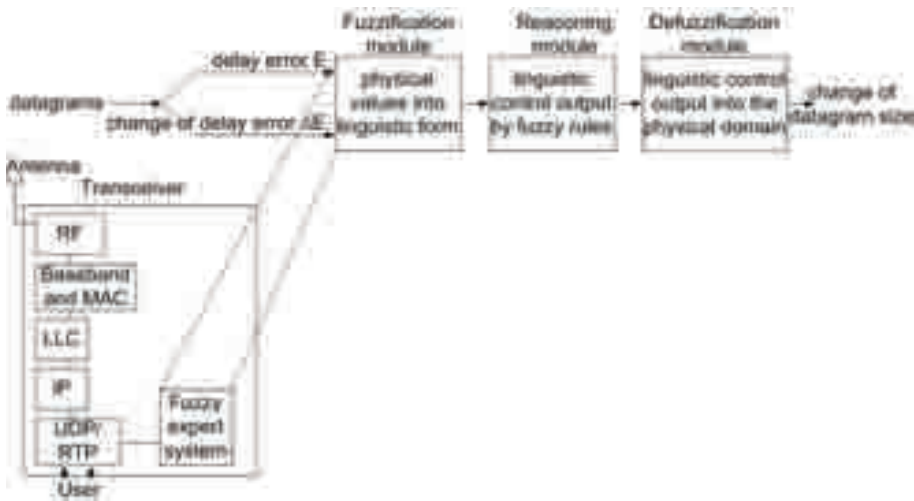 Fuzzification
module
Reasoning
module
Defuzzification
module
delay error E
physical
values into
linguistic form
linguistic
control output
by fuzzy rules
linguistic control
output into the
physical domain
change of
datagram size
datagrams
change of delay error ΔE
Antenna
Transceiver
RF
Baseband
and MAC
LLC
IP
UDP/
RTP
Fuzzy
expert
system
User